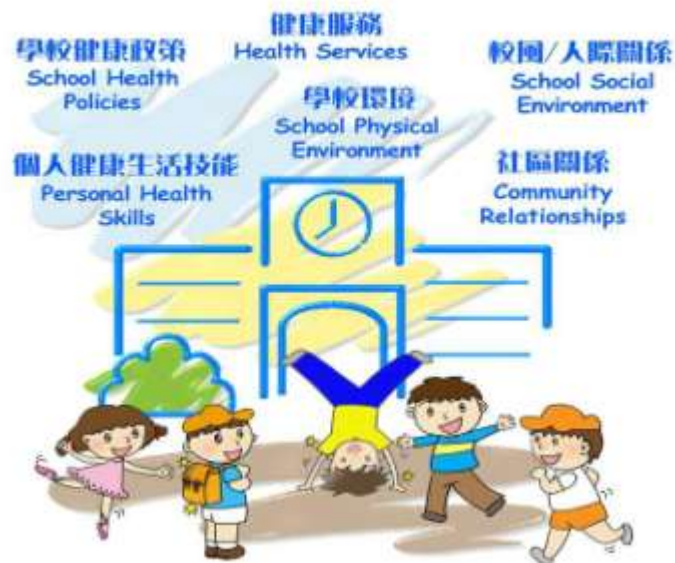 健康服務
Health Services
學校健康政策
School Health
Policies
校風/人際關係
School Social
Environment
學校環境
School Physical
Environment
個人健康生活技能
Personal Health
Skills
社區關係
Community
Relationships